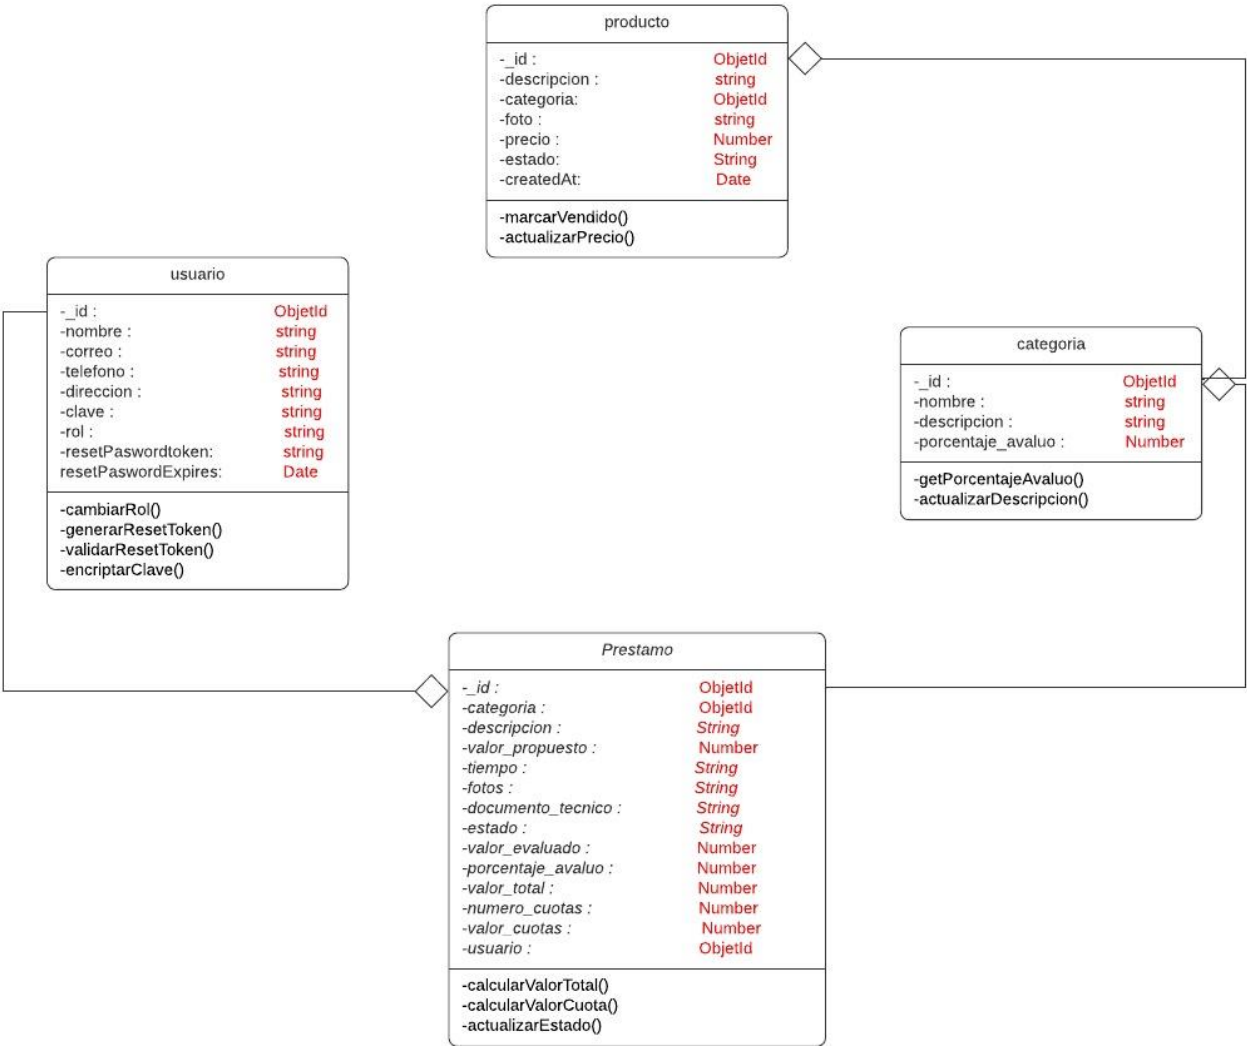 producto
-_id : ObjetId
-descripcion : string
-categoria: ObjetId
-foto : string
-precio : Number
-estado: String
-createdAt: Date
-marcarVendido()
-actualizarPrecio()
usuario
-_id : ObjetId
-nombre : string
-correo : string
-telefono : string
-direccion : string
-clave : string
-rol : string
-resetPaswordtoken: string
resetPaswordExpires: Date
-cambiarRol()
-generarResetToken()
-validarResetToken()
-encriptarClave()
categoria
-_id : ObjetId
-nombre : string
-descripcion : string
-porcentaje_avaluo : Number
-getPorcentajeAvaluo()
-actualizarDescripcion()
Prestamo
-_id : ObjetId
-categoria : ObjetId
-descripcion : String
-valor_propuesto : Number
-tiempo : String
-fotos : String
-documento_tecnico : String
-estado : String
-valor_evaluado : Number
-porcentaje_avaluo : Number
-valor_total : Number
-numero_cuotas : Number
-valor_cuotas : Number
-usuario : ObjetId
-calcularValorTotal()
-calcularValorCuota()
-actualizarEstado()